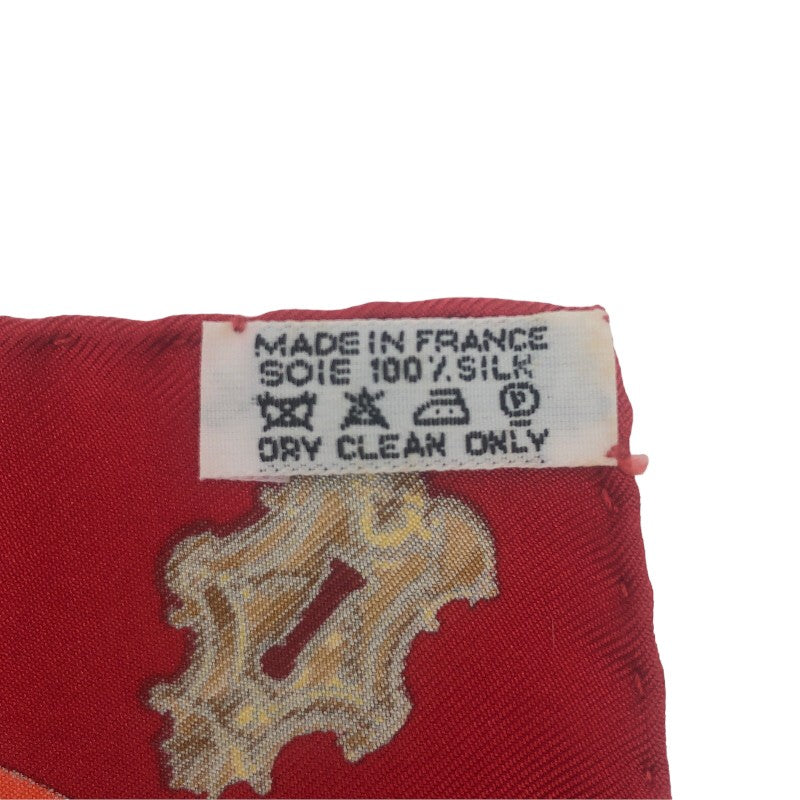 MADE IN FRANCE
SOIE 100% SILK
P
DRY CLEAN ONLY